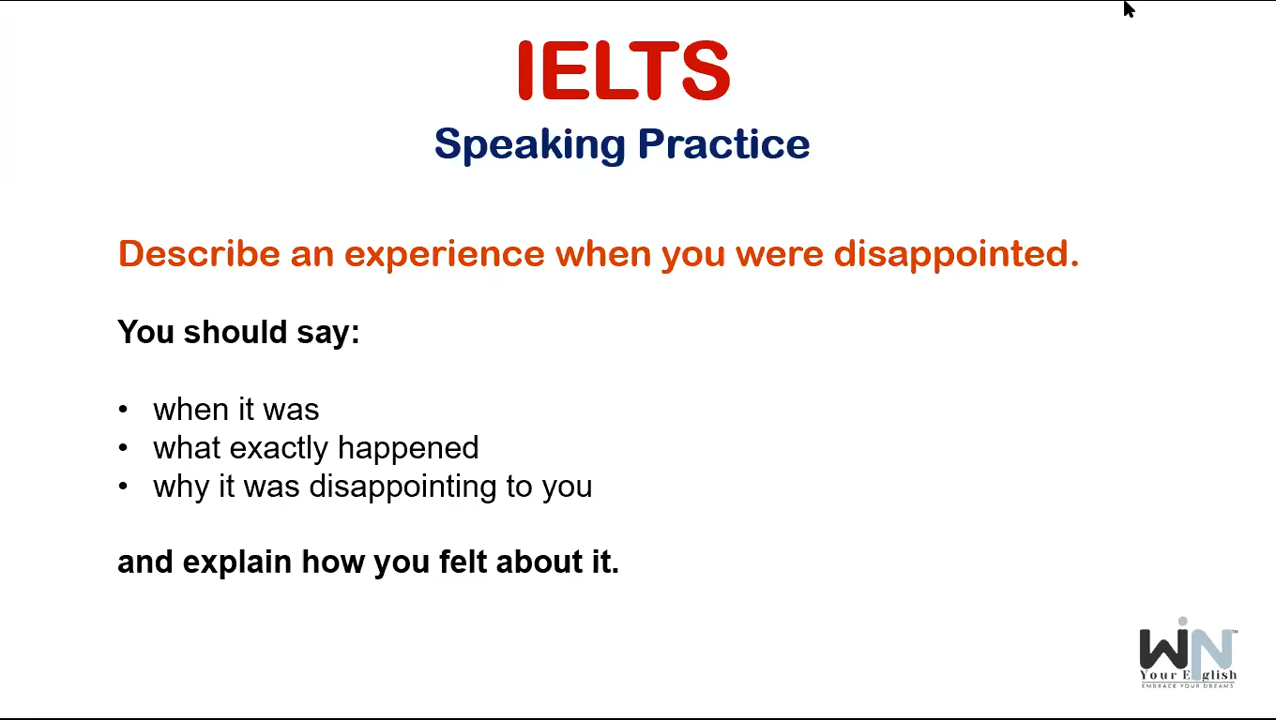 IELTS
Speaking Practice
Describe an experience when you were disappointed.
You should say:
• when it was
• what exactly happened
• why it was disappointing to you
and explain how you felt about it.
WiN™
Your English
EMBRACE YOUR DREAMS